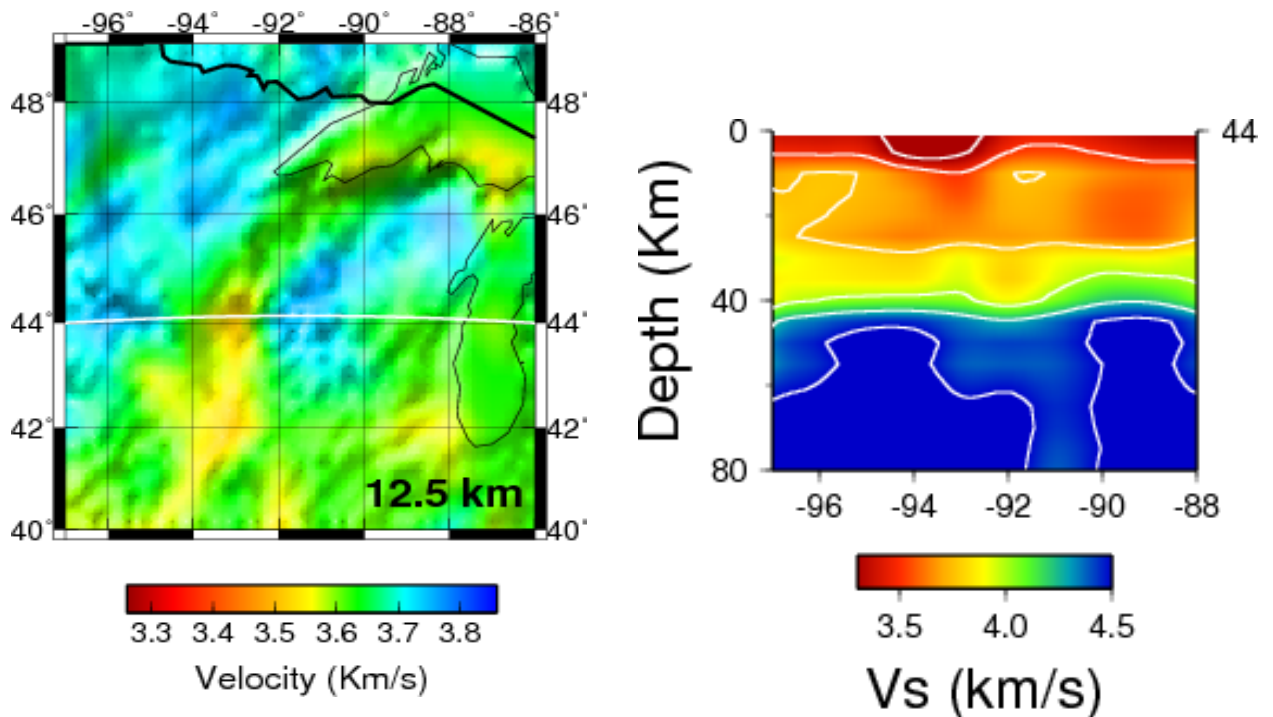 -96° -94° -92° -90° -88° -86°
48° 48°
46° 46°
44° 44°
42° 42°
12.5 km
40° 40°
3.3 3.4 3.5 3.6 3.7 3.8
Velocity (Km/s)
0 44
40
80
Depth (Km)
-96 -94 -92 -90 -88
3.5 4.0 4.5
Vs (km/s)